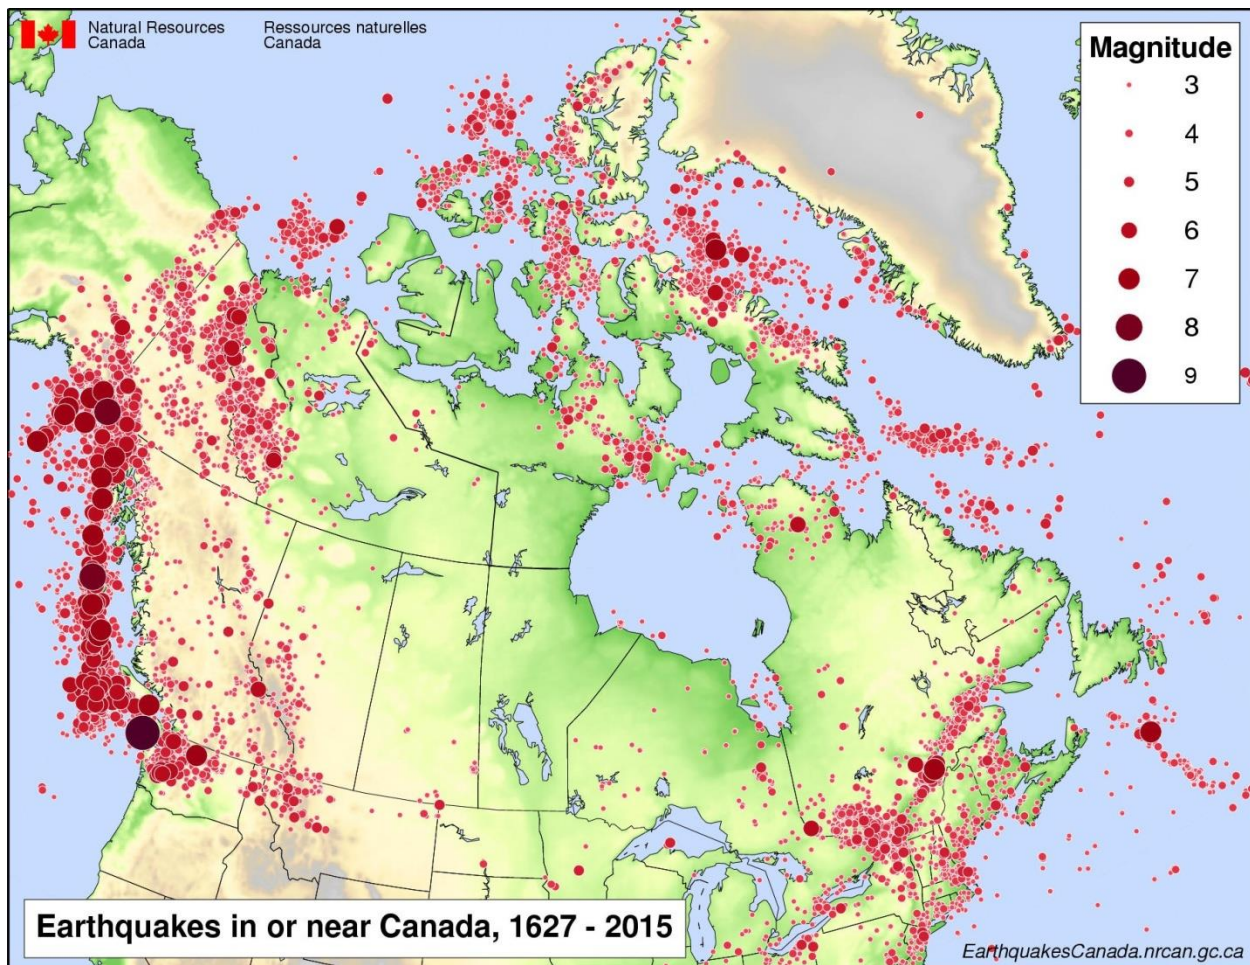 Natural Resources Ressources naturelles
Canada Canada
Magnitude
3
4
5
6
7
8
9
Earthquakes in or near Canada, 1627 - 2015
EarthquakesCanada.nrcan.gc.ca